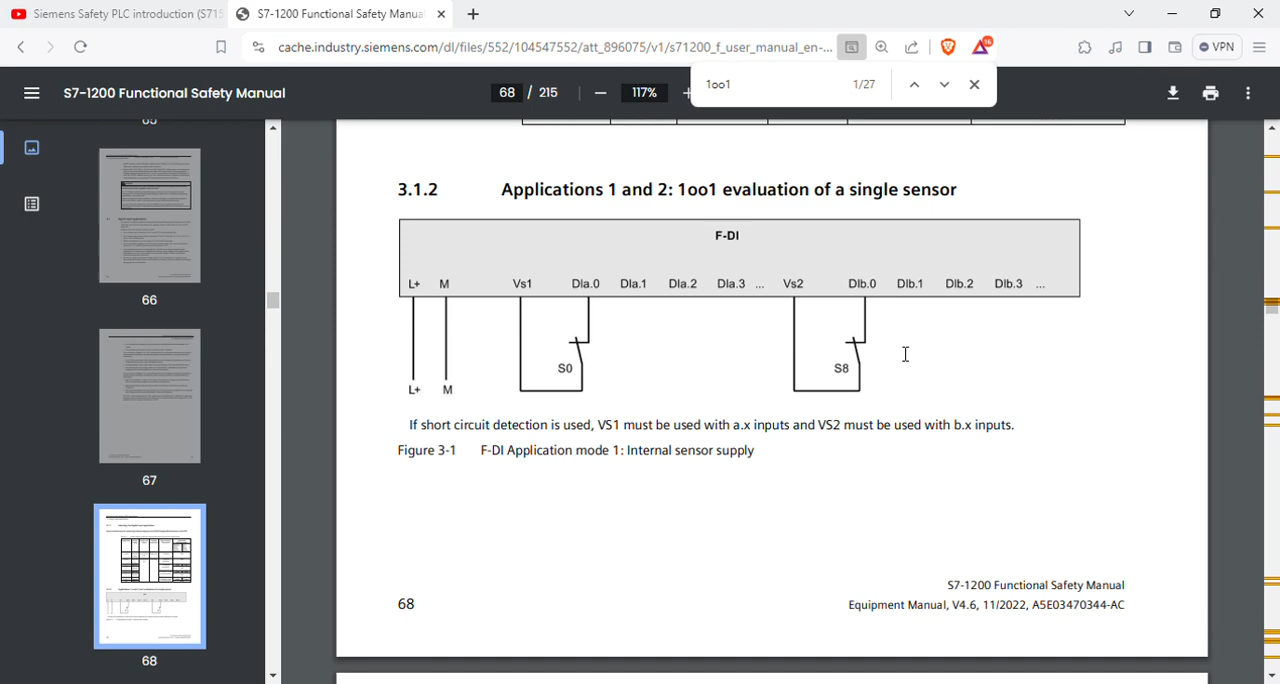 Siemens Safety PLC introduction (S715
S7-1200 Functional Safety Manua
cache.industry.siemens.com/dl/files/552/104547552/att_896075/v1/s71200_f_user_manual_en-...
16
VPN
S7-1200 Functional Safety Manual
68 / 215
117%
1oo1
1/27
65
66
67
68
3.1.2 Applications 1 and 2: 1oo1 evaluation of a single sensor
F-DI
L+ M Vs1 DIa.0 DIa.1 DIa.2 DIa.3 ... Vs2 DIb.0 DIb.1 DIb.2 DIb.3 ...
S0 S8
L+ M
If short circuit detection is used, VS1 must be used with a.x inputs and VS2 must be used with b.x inputs.
Figure 3-1 F-DI Application mode 1: Internal sensor supply
S7-1200 Functional Safety Manual
68 Equipment Manual, V4.6, 11/2022, A5E03470344-AC